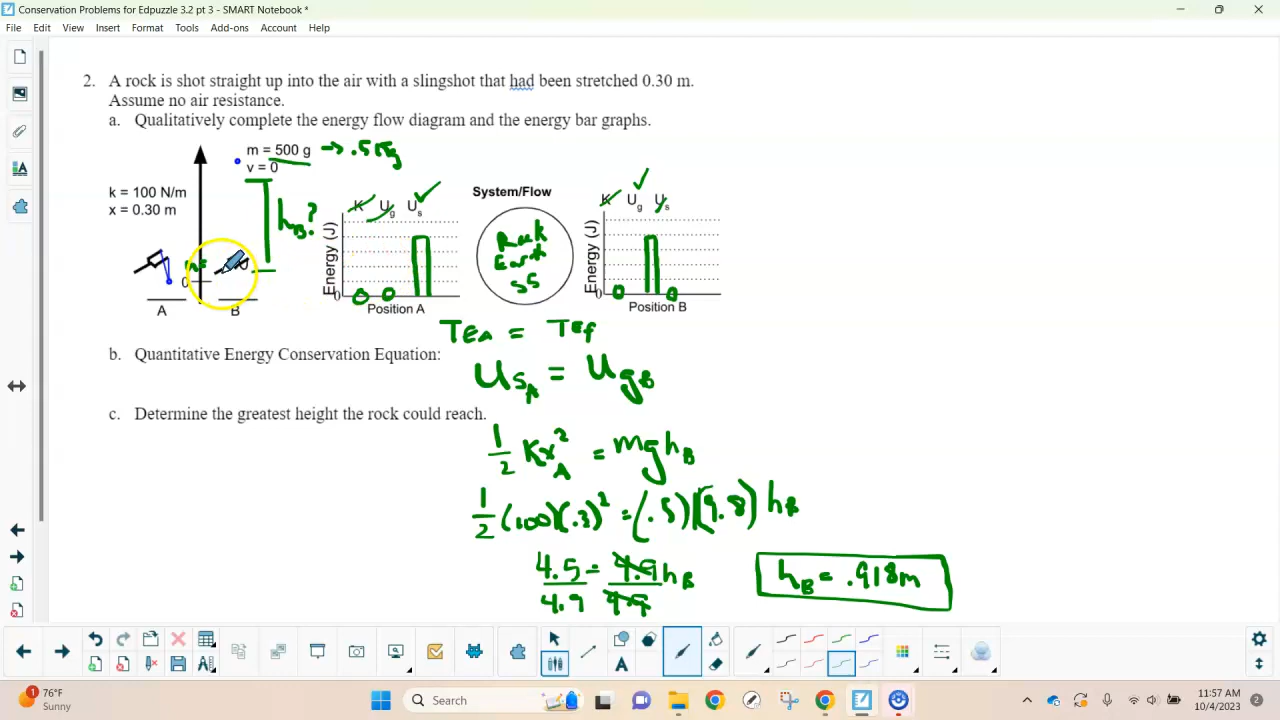 Conservation Problems for Edpuzzle 3.2 pt 3 - SMART Notebook *
File Edit View Insert Format Tools Add-ons Account Help
2. A rock is shot straight up into the air with a slingshot that had been stretched 0.30 m.
Assume no air resistance.
a. Qualitatively complete the energy flow diagram and the energy bar graphs.
m = 500 g → .5 Kg
v = 0
k = 100 N/m
x = 0.30 m
hB?
0
A
B
K Ug Us
Energy (J)
0
Position A
System/Flow
Rock
Earth
SS
K Ug Us
Energy (J)
0
Position B
TEA = TEf
b. Quantitative Energy Conservation Equation:
UsA = UgB
c. Determine the greatest height the rock could reach.
1/2 KxA² = mghB
1/2 (100)(.3)² = (.5)(9.8) hB
4.5 = 4.9 hB
4.9 4.9
hB = .918m
76°F
Sunny
1
Search
11:57 AM
10/4/2023
2